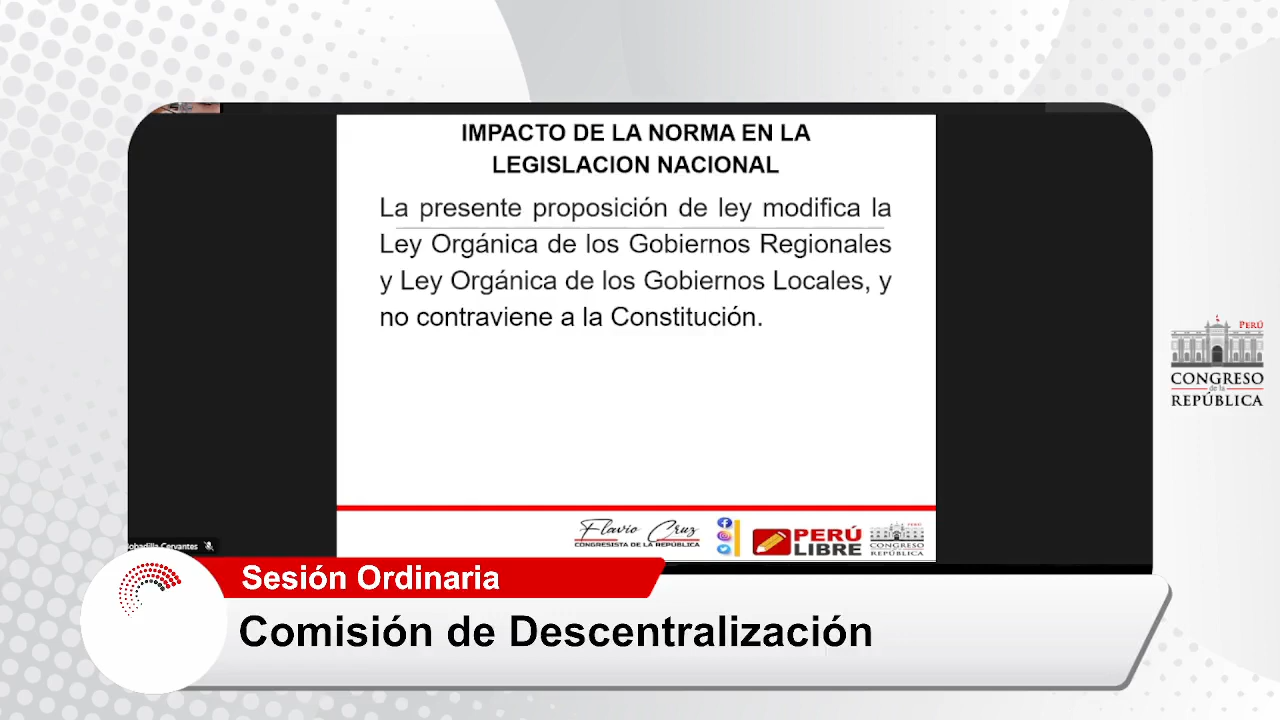 IMPACTO DE LA NORMA EN LA
LEGISLACION NACIONAL
La presente proposición de ley modifica la
Ley Orgánica de los Gobiernos Regionales
y Ley Orgánica de los Gobiernos Locales, y
no contraviene a la Constitución.
Flavio Cruz
CONGRESISTA DE LA REPÚBLICA
PERÚ
LIBRE
PERÚ
CONGRESO
REPÚBLICA
Cervantes
Sesión Ordinaria
Comisión de Descentralización
PERÚ
CONGRESO
de la
REPÚBLICA